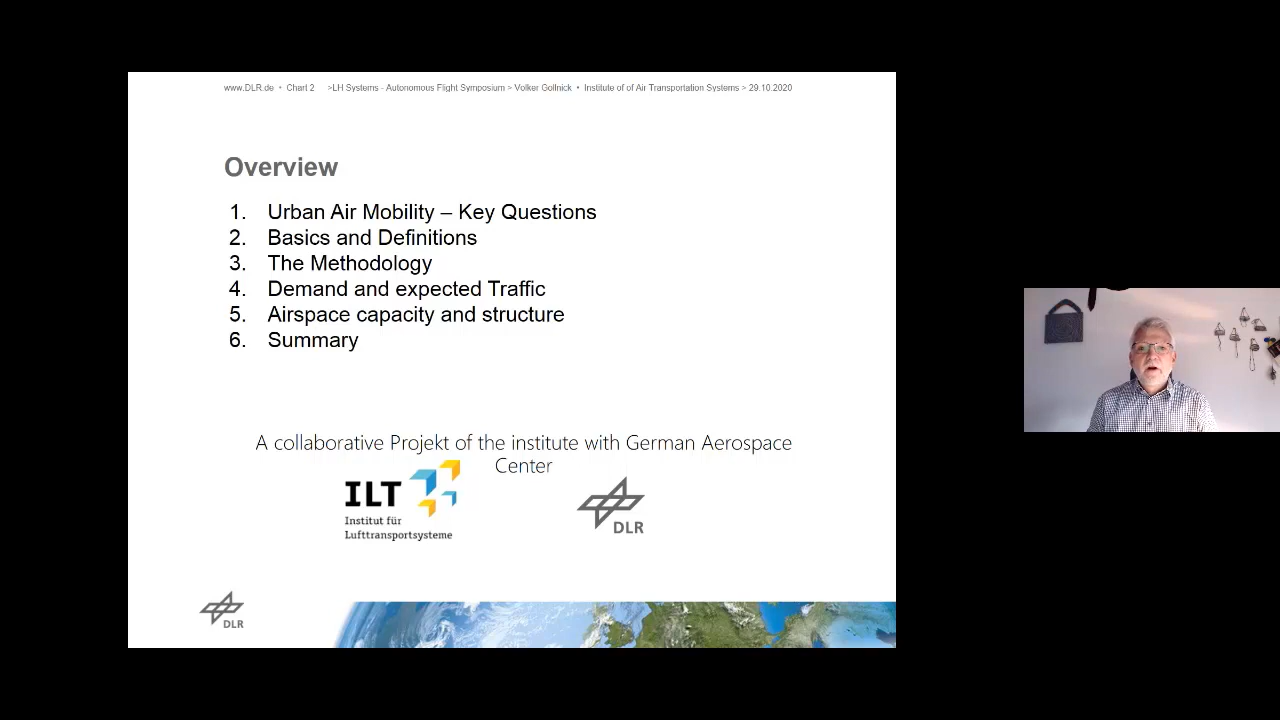 www.DLR.de • Chart 2 >LH Systems - Autonomous Flight Symposium > Volker Gollnick • Institute of of Air Transportation Systems > 29.10.2020
Overview
1. Urban Air Mobility – Key Questions
2. Basics and Definitions
3. The Methodology
4. Demand and expected Traffic
5. Airspace capacity and structure
6. Summary
A collaborative Projekt of the institute with German Aerospace
Center
ILT
Institut für
Lufttransportsysteme
DLR
DLR